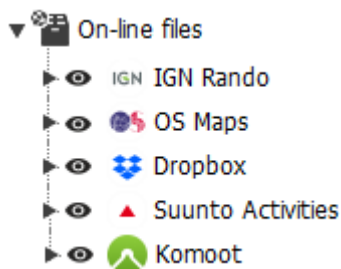 On-line files
IGN IGN Rando
OS Maps
Dropbox
Suunto Activities
Komoot